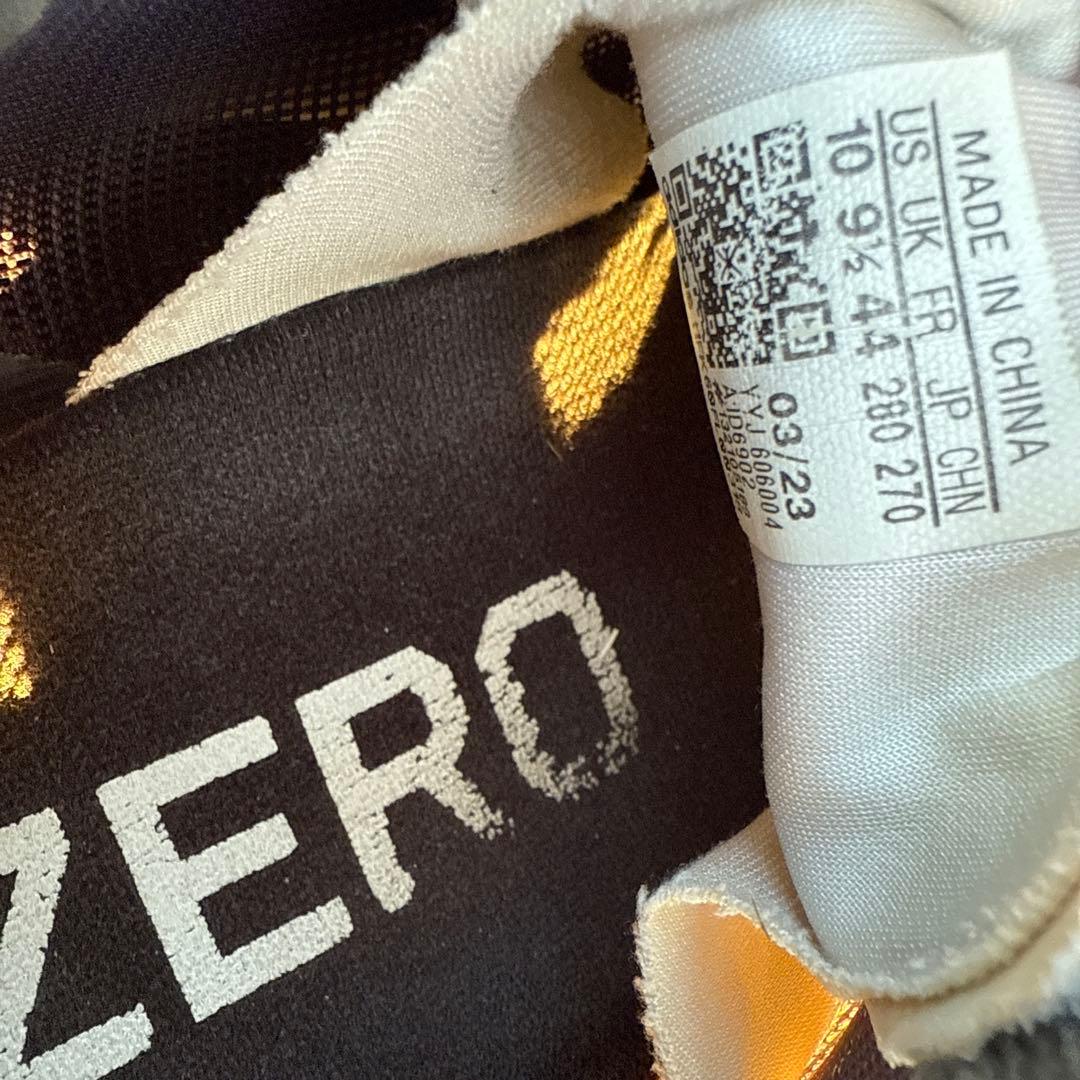 MADE IN CHINA
US UK FR JP CHN
10 9½ 44 280 270
03/23
YYJ 606004
ZERO